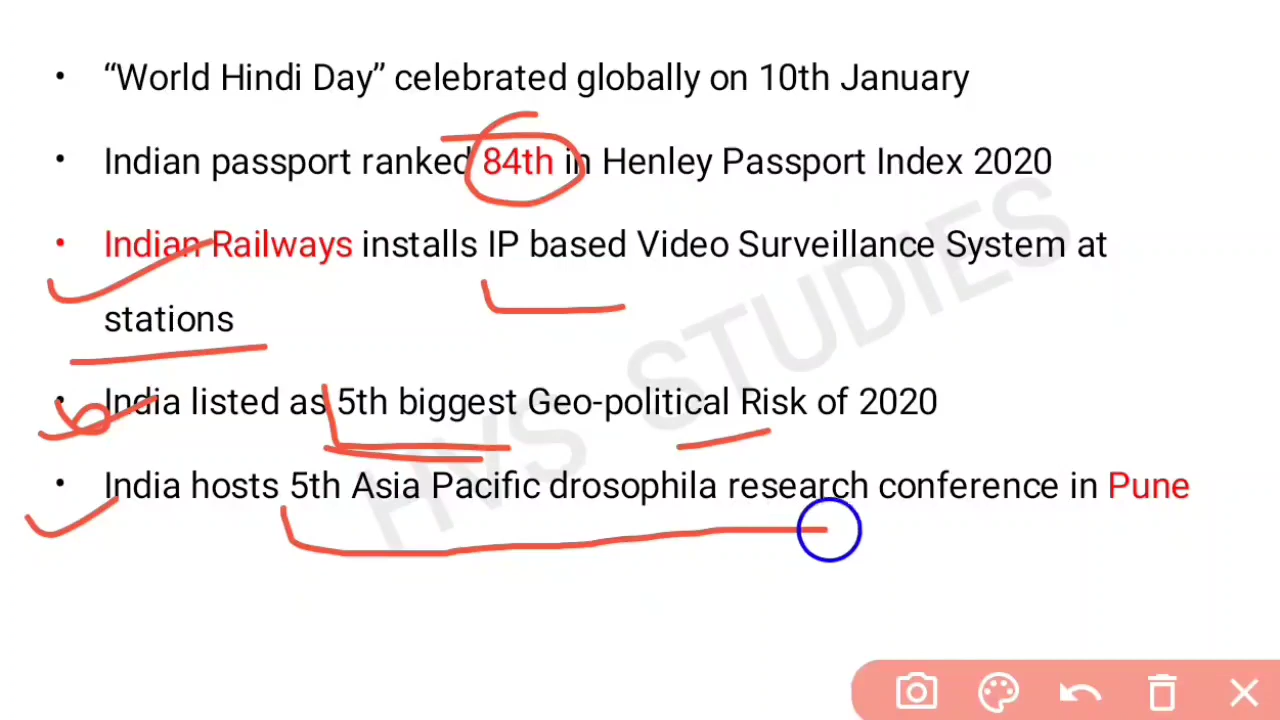 • “World Hindi Day” celebrated globally on 10th January
• Indian passport ranked 84th in Henley Passport Index 2020
• Indian Railways installs IP based Video Surveillance System at
stations
• India listed as 5th biggest Geo-political Risk of 2020
• India hosts 5th Asia Pacific drosophila research conference in Pune
HVS STUDIES